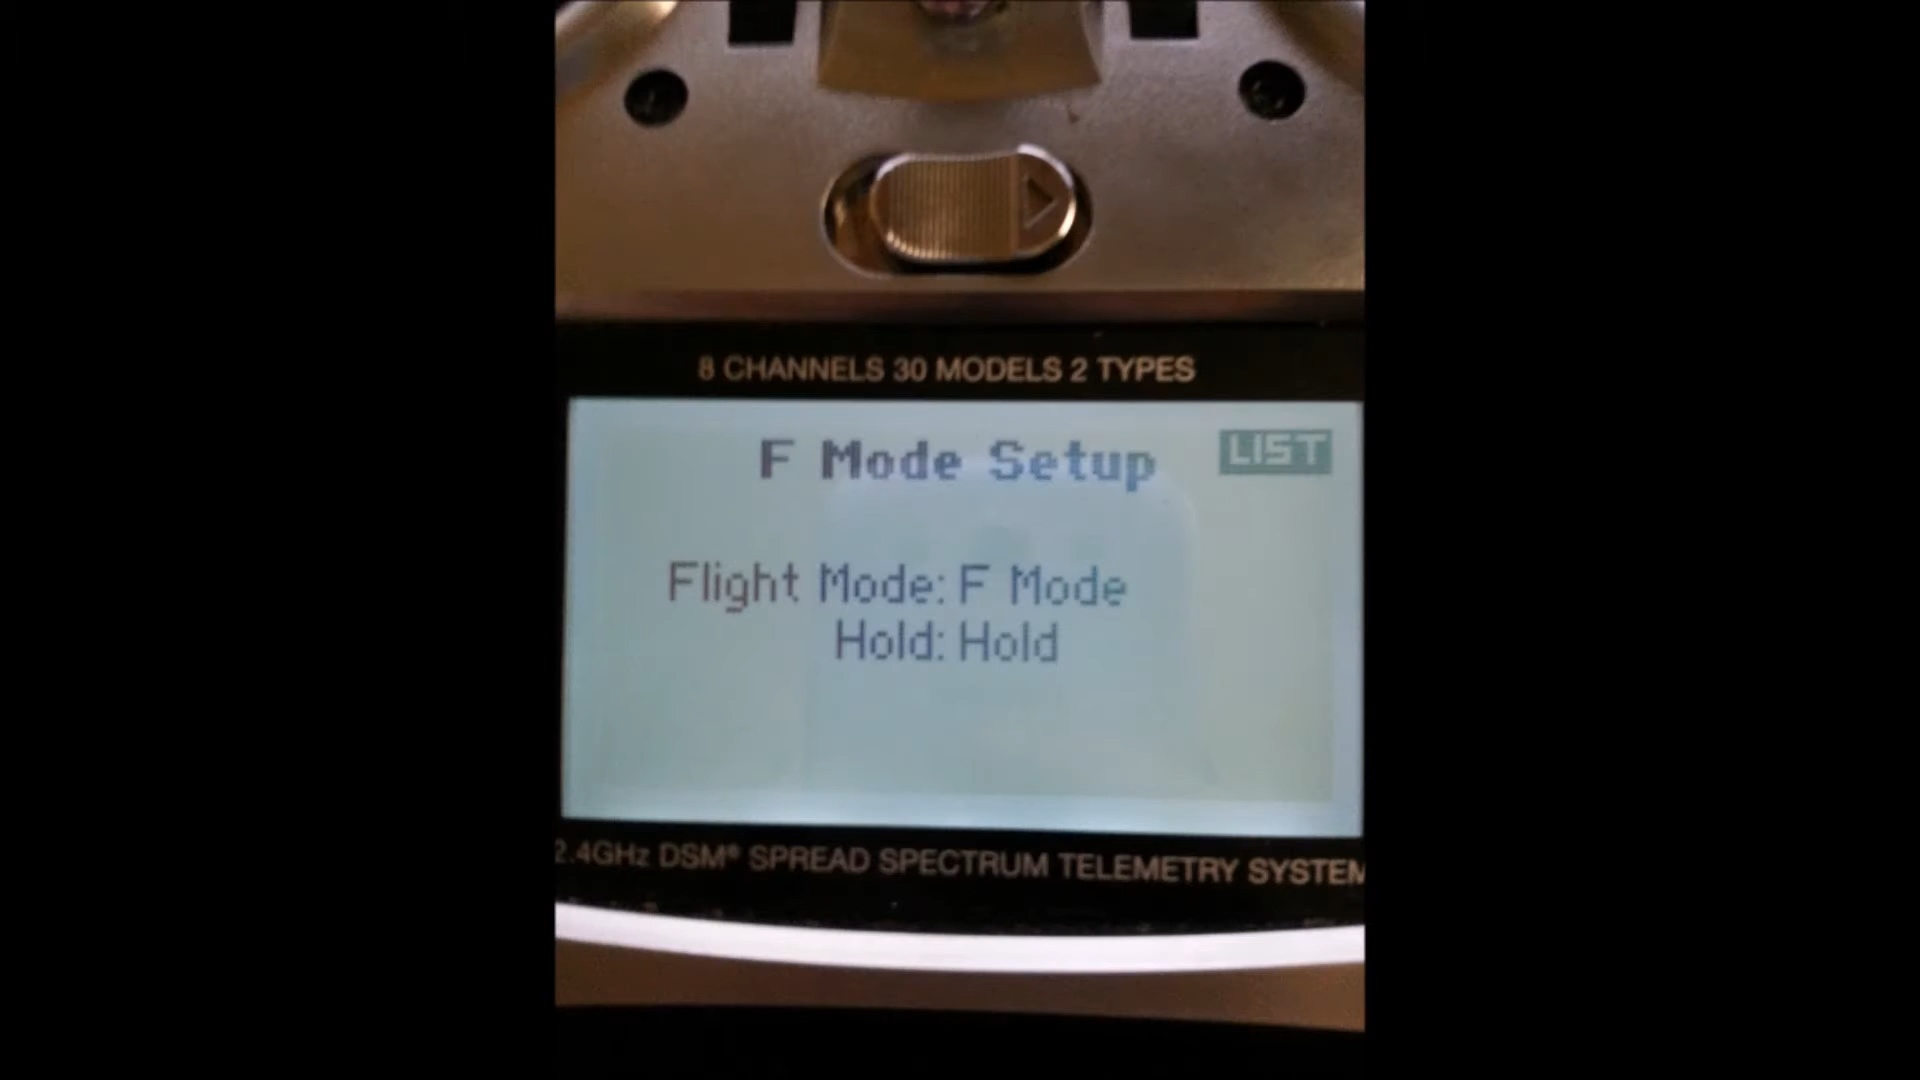 8 CHANNELS 30 MODELS 2 TYPES
F Mode Setup
LIST
Flight Mode: F Mode
Hold: Hold
2.4GHz DSM® SPREAD SPECTRUM TELEMETRY SYSTEM